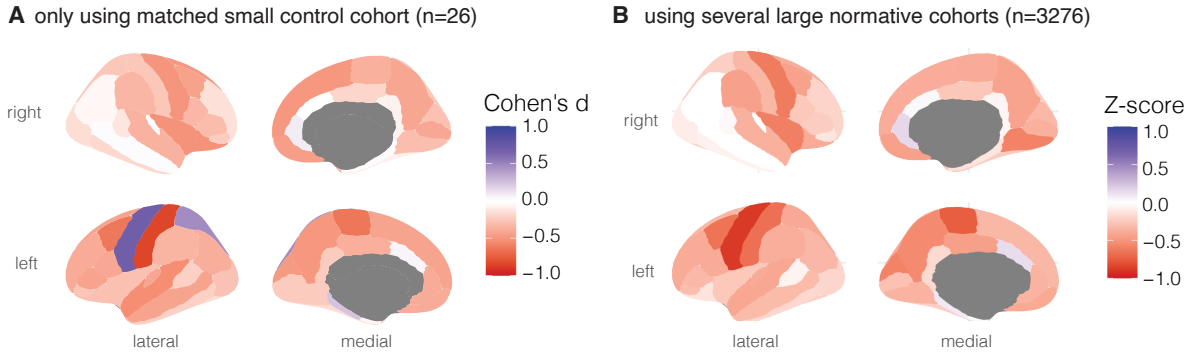 A only using matched small control cohort (n=26)
B using several large normative cohorts (n=3276)
right
Cohen's d
1.0
0.5
0.0
−0.5
−1.0
left
lateral
medial
right
Z-score
1.0
0.5
0.0
−0.5
−1.0
left
lateral
medial